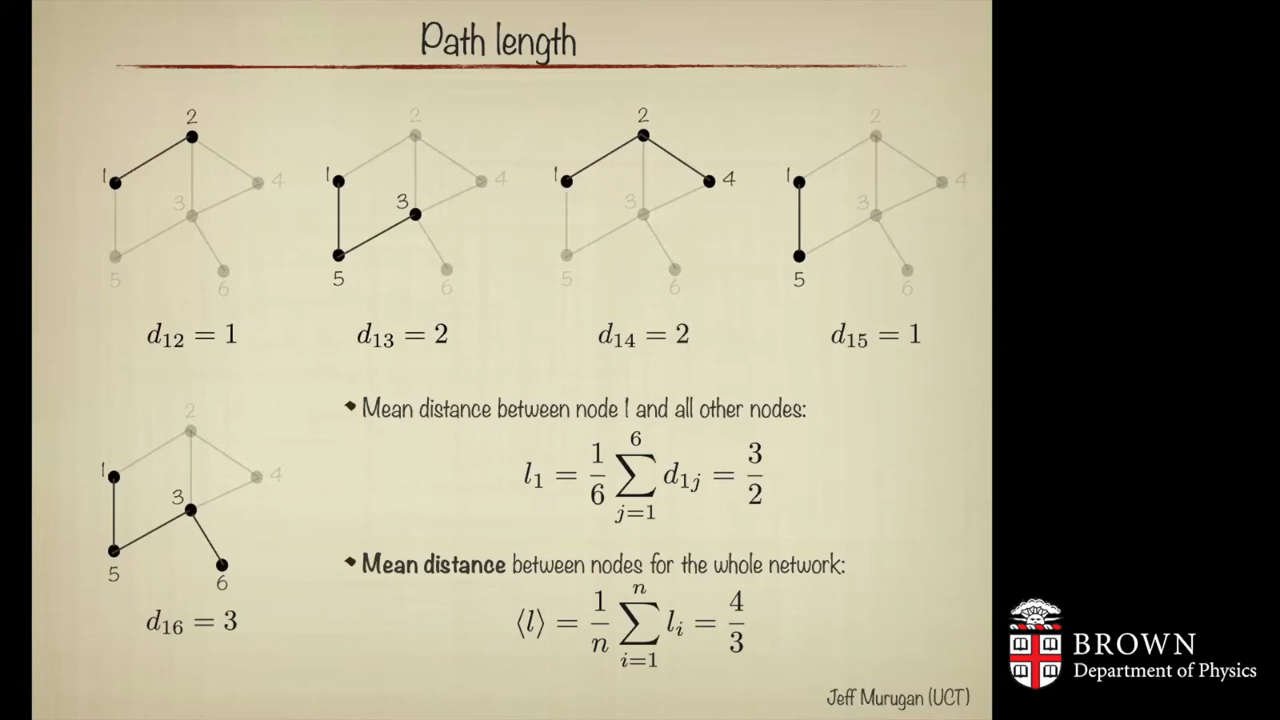 Path length
2 2 2 2
1 4 1 4 1 4 1 4
3 3 3 3
5 5 5 5
6 6 6 6
d₁₂ = 1 d₁₃ = 2 d₁₄ = 2 d₁₅ = 1
2
1 4
3
5
6
d₁₆ = 3
Mean distance between node 1 and all other nodes:
l₁ = 1/6 ∑_{j=1}^{6} d_{1j} = 3/2
Mean distance between nodes for the whole network:
⟨l⟩ = 1/n ∑_{i=1}^{n} l_i = 4/3
Jeff Murugan (UCT)
BROWN
Department of Physics